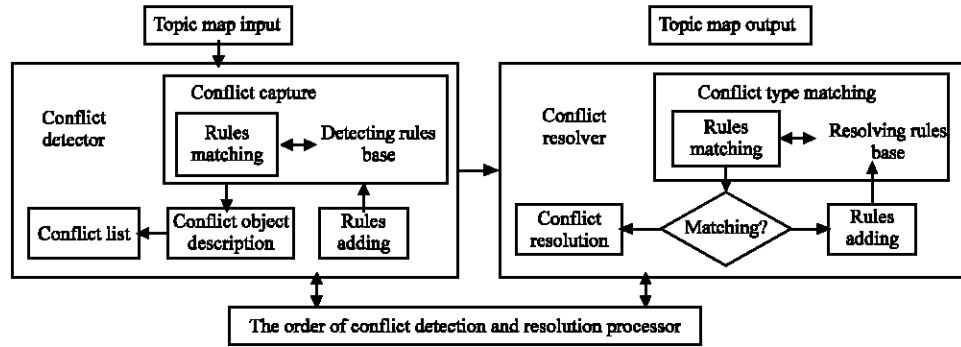 Topic map input
Topic map output
Conflict
detector
Conflict capture
Rules
matching
Detecting rules
base
Conflict list
Conflict object
description
Rules
adding
Conflict
resolver
Conflict type matching
Rules
matching
Resolving rules
base
Conflict
resolution
Matching?
Rules
adding
The order of conflict detection and resolution processor